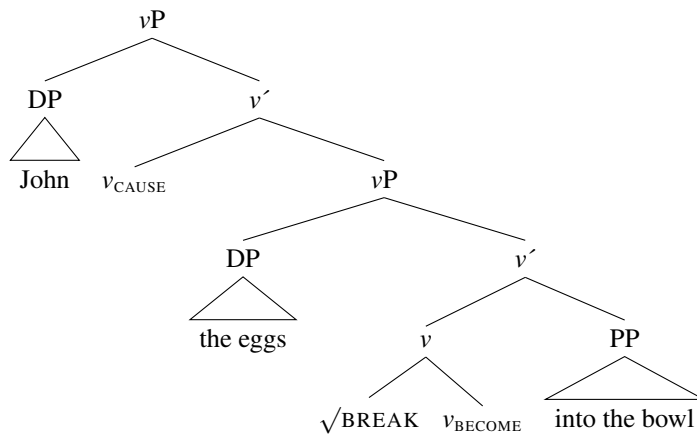 vP
DP v′
John vCAUSE vP
DP v′
the eggs v PP
√BREAK vBECOME into the bowl